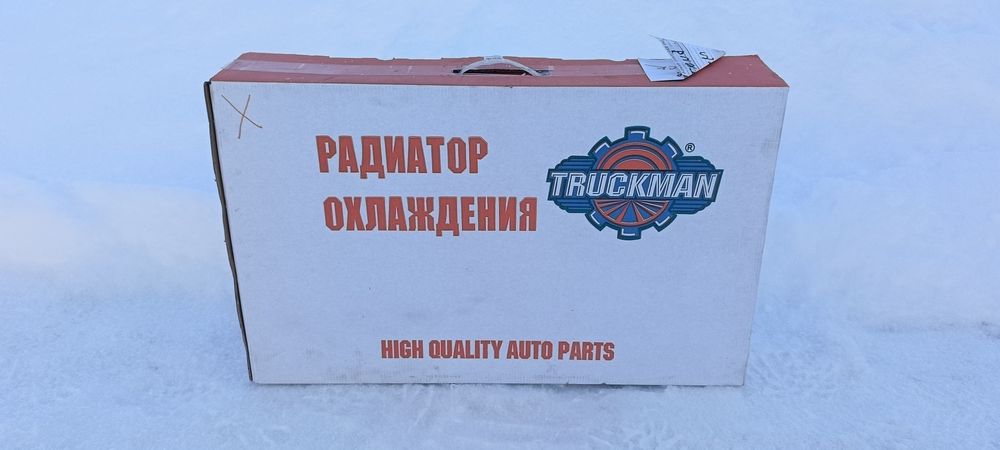 РАДИАТОР
ОХЛАЖДЕНИЯ
TRUCKMAN ®
HIGH QUALITY AUTO PARTS